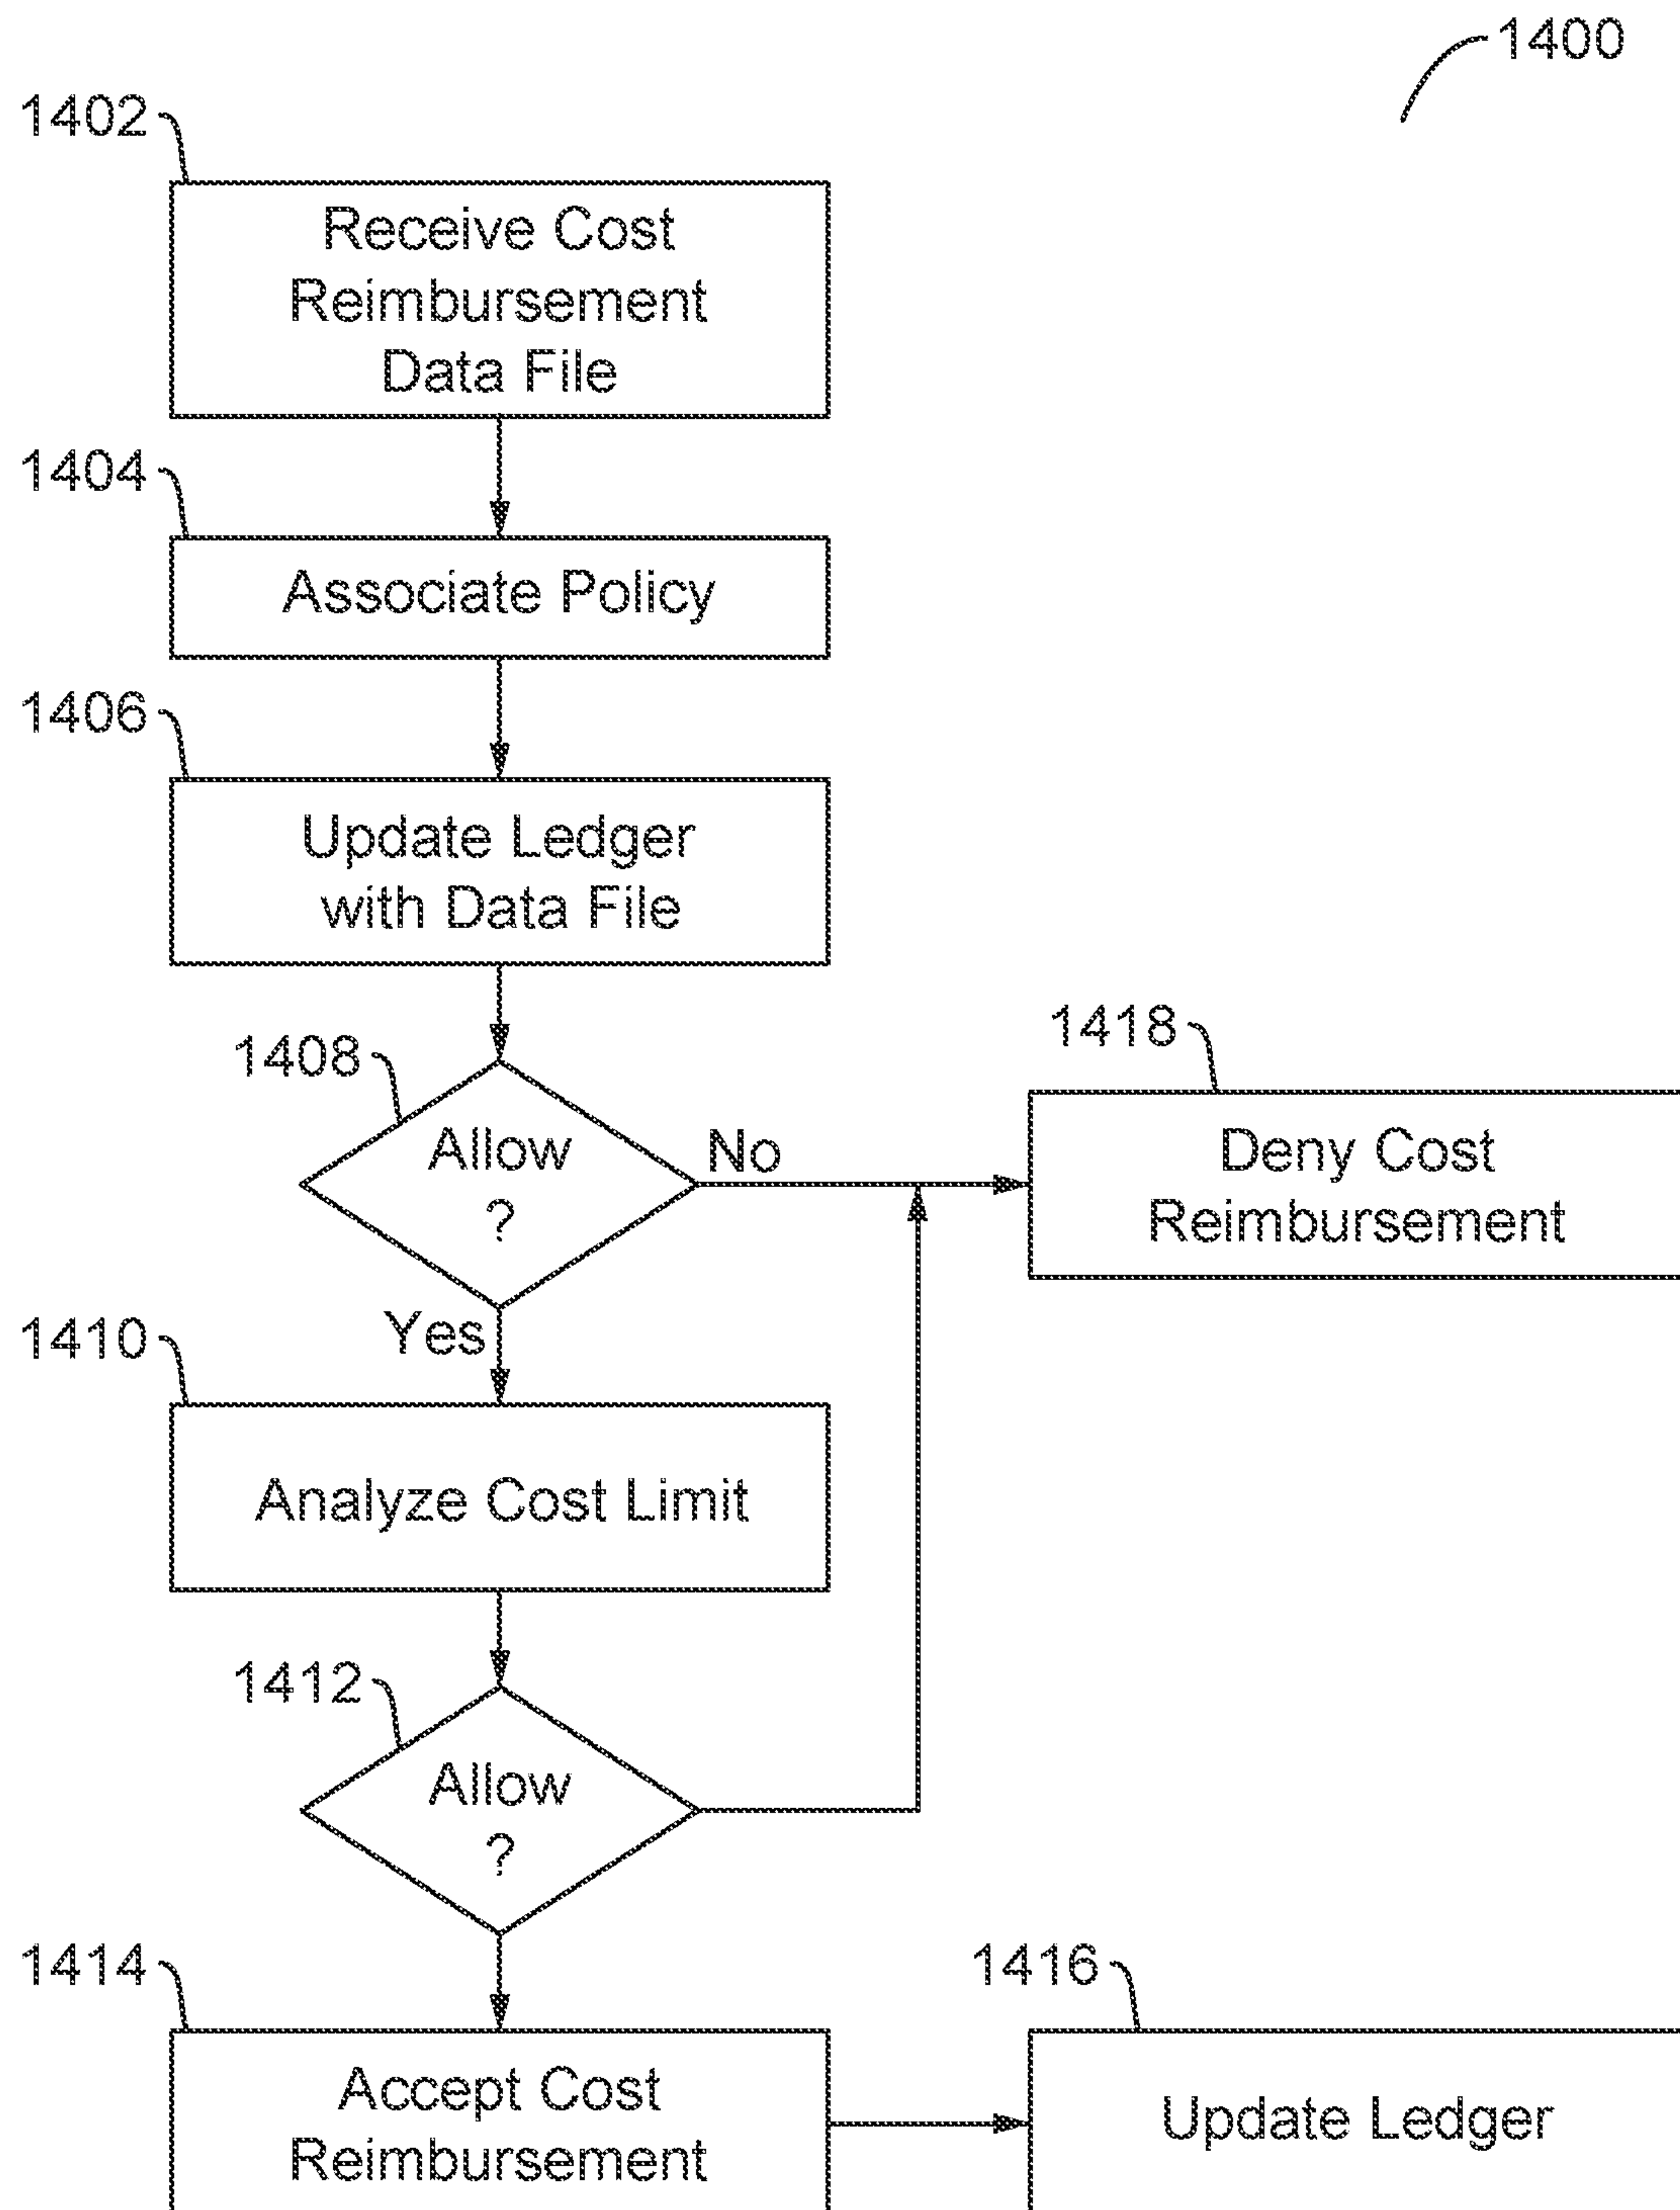 1400
1402
Receive Cost
Reimbursement
Data File
1404
Associate Policy
1406
Update Ledger
with Data File
1408
Allow
?
No
Yes
1418
Deny Cost
Reimbursement
1410
Analyze Cost Limit
1412
Allow
?
1414
Accept Cost
Reimbursement
1416
Update Ledger